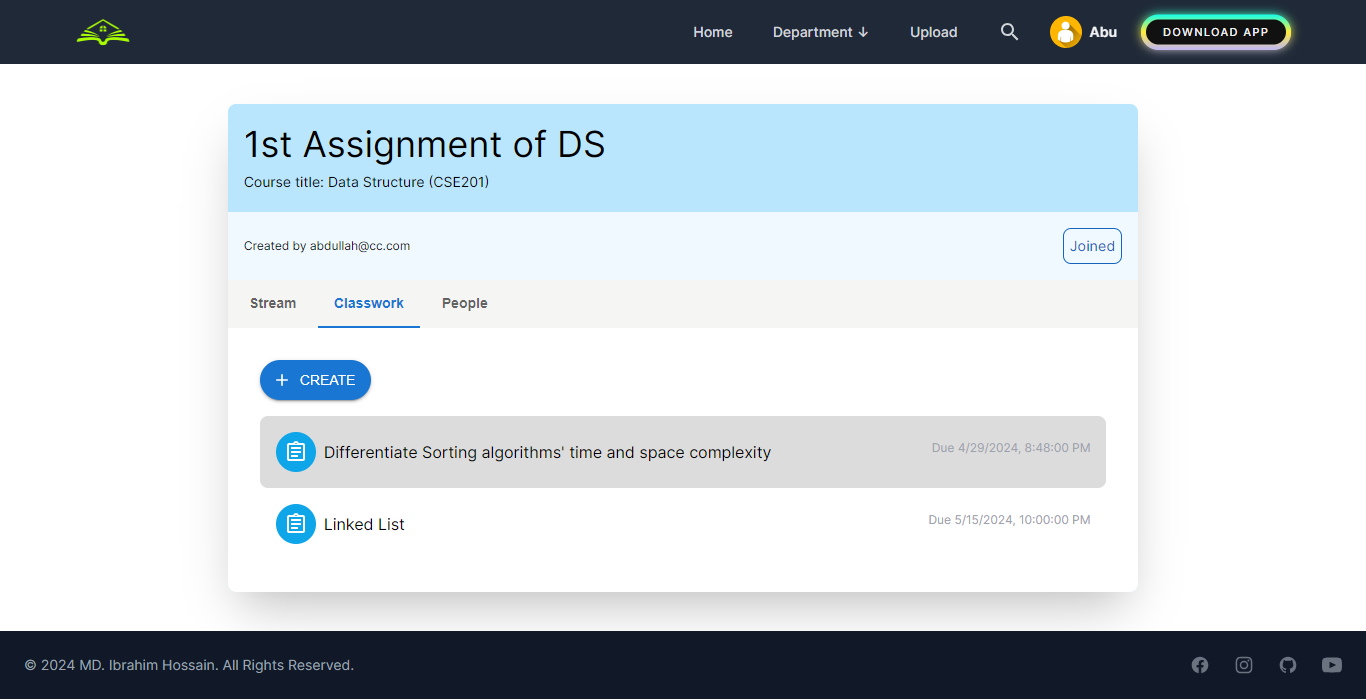 Home Department ↓ Upload Abu DOWNLOAD APP
1st Assignment of DS
Course title: Data Structure (CSE201)
Created by abdullah@cc.com Joined
Stream Classwork People
+ CREATE
Differentiate Sorting algorithms' time and space complexity Due 4/29/2024, 8:48:00 PM
Linked List Due 5/15/2024, 10:00:00 PM
© 2024 MD. Ibrahim Hossain. All Rights Reserved.